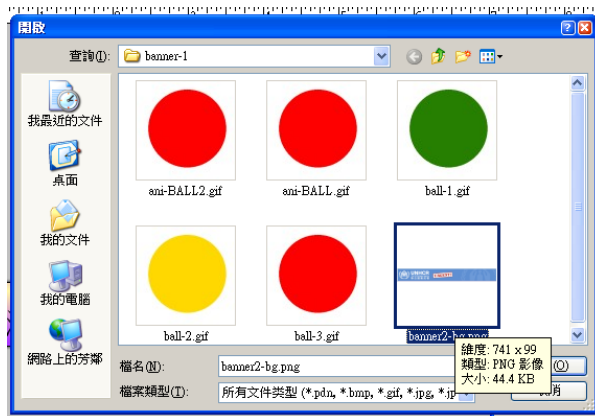 開啟
查詢(I):
banner-1
我最近的文件
桌面
我的文件
我的電腦
網路上的芳鄰
ani-BALL2.gif
ani-BALL.gif
ball-1.gif
ball-2.gif
ball-3.gif
banner2-bg.png
維度: 741 x 99
類型: PNG 影像
大小: 44.4 KB
檔名(N):
banner2-bg.png
(O)
檔案類型(T):
所有文件类型 (*.pdn, *.bmp, *.gif, *.jpg, *.jp
消